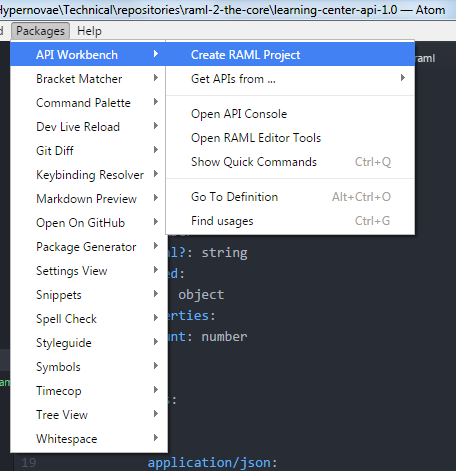 Hypernovae\Technical\repositories\raml-2-the-core\learning-center-api-1.0 — Atom
Packages Help
API Workbench
Bracket Matcher
Command Palette
Dev Live Reload
Git Diff
Keybinding Resolver
Markdown Preview
Open On GitHub
Package Generator
Settings View
Snippets
Spell Check
Styleguide
Symbols
Timecop
Tree View
Whitespace
Create RAML Project
Get APIs from ...
Open API Console
Open RAML Editor Tools
Show Quick Commands Ctrl+Q
Go To Definition Alt+Ctrl+O
Find usages Ctrl+G
raml
l?: string
ed:
object
erties:
unt: number
s:
19 application/json: